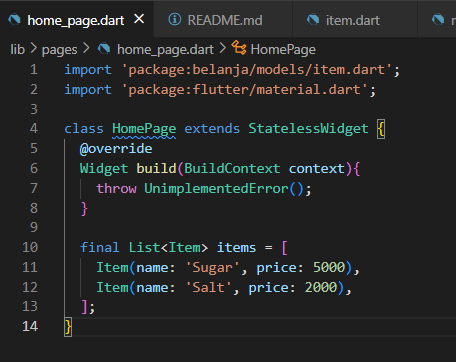 home_page.dart README.md item.dart
lib > pages > home_page.dart > HomePage
1 import 'package:belanja/models/item.dart';
2 import 'package:flutter/material.dart';
3
4 class HomePage extends StatelessWidget {
5 @override
6 Widget build(BuildContext context){
7 throw UnimplementedError();
8 }
9
10 final List<Item> items = [
11 Item(name: 'Sugar', price: 5000),
12 Item(name: 'Salt', price: 2000),
13 ];
14 }